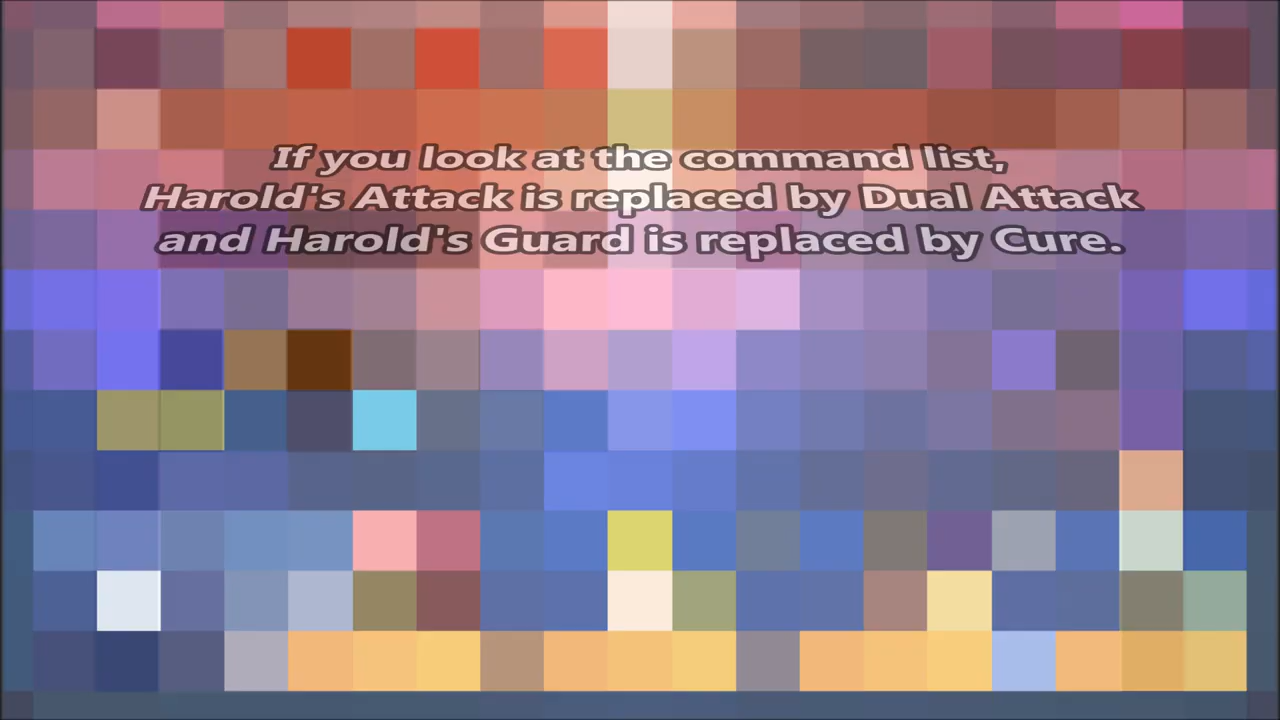 If you look at the command list,
Harold's Attack is replaced by Dual Attack
and Harold's Guard is replaced by Cure.